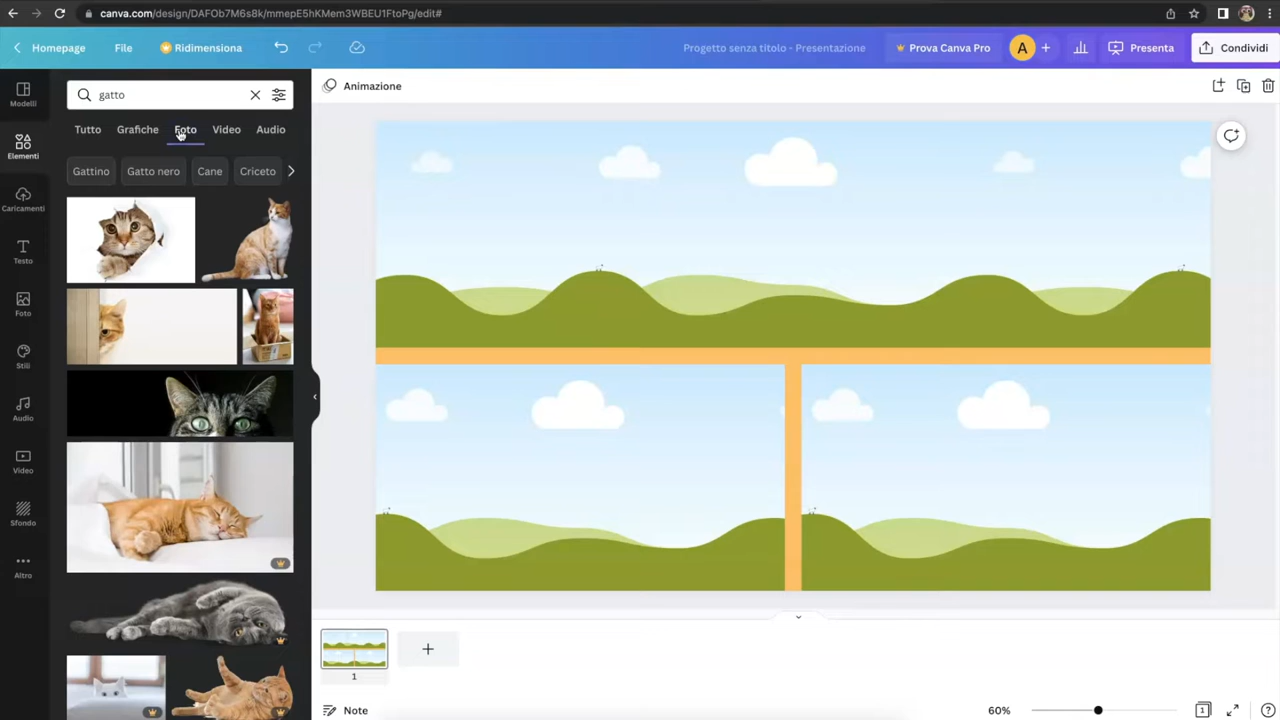 canva.com/design/DAFOb7M6s8k/mmepE5hKMem3WBEU1FtoPg/edit#
Homepage
File
Ridimensiona
Progetto senza titolo - Presentazione
Prova Canva Pro
A
+
Presenta
Condividi
Modelli
Elementi
Caricamenti
Testo
Foto
Stili
Audio
Video
Sfondo
Altro
gatto
Tutto
Grafiche
Foto
Video
Audio
Gattino
Gatto nero
Cane
Criceto
Animazione
+
1
Note
60%
1
?